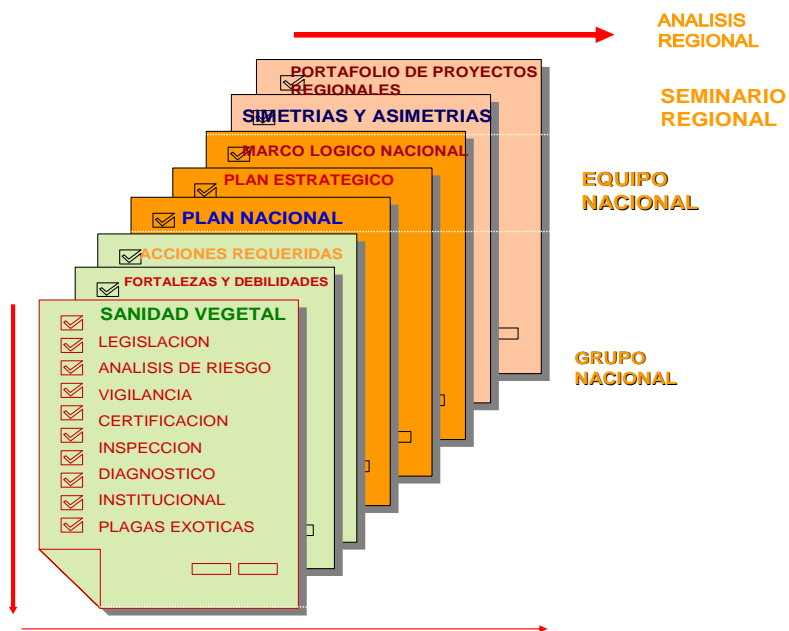 ANALISIS
REGIONAL
PORTAFOLIO DE PROYECTOS
REGIONALES
SEMINARIO
REGIONAL
SIMETRIAS Y ASIMETRIAS
MARCO LOGICO NACIONAL
PLAN ESTRATEGICO
EQUIPO
NACIONAL
PLAN NACIONAL
ACCIONES REQUERIDAS
FORTALEZAS Y DEBILIDADES
SANIDAD VEGETAL
LEGISLACION
ANALISIS DE RIESGO
VIGILANCIA
CERTIFICACION
INSPECCION
DIAGNOSTICO
INSTITUCIONAL
PLAGAS EXOTICAS
GRUPO
NACIONAL